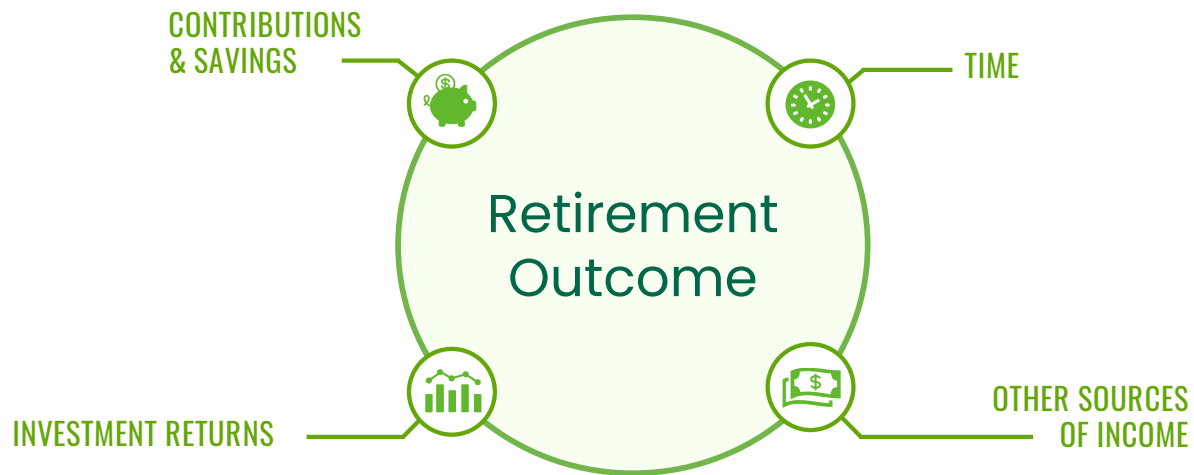 CONTRIBUTIONS
& SAVINGS
TIME
Retirement
Outcome
INVESTMENT RETURNS
OTHER SOURCES
OF INCOME
$
$